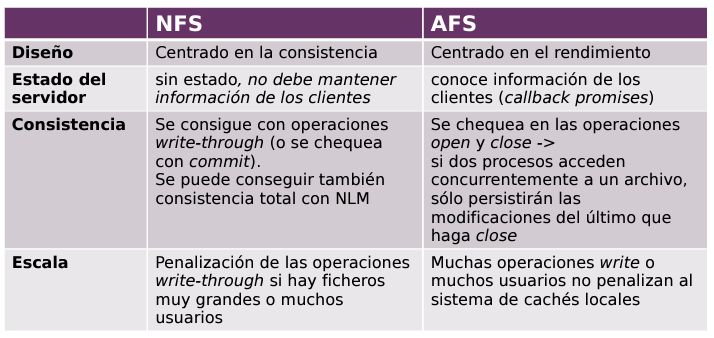 NFS AFS
Diseño Centrado en la consistencia Centrado en el rendimiento
Estado del servidor
sin estado, no debe mantener
información de los clientes
conoce información de los
clientes (callback promises)
Consistencia
Se consigue con operaciones
write-through (o se chequea
con commit).
Se puede conseguir también
consistencia total con NLM
Se chequea en las operaciones
open y close ->
si dos procesos acceden
concurrentemente a un archivo,
sólo persistirán las
modificaciones del último que
haga close
Escala
Penalización de las operaciones
write-through si hay ficheros
muy grandes o muchos
usuarios
Muchas operaciones write o
muchos usuarios no penalizan al
sistema de cachés locales